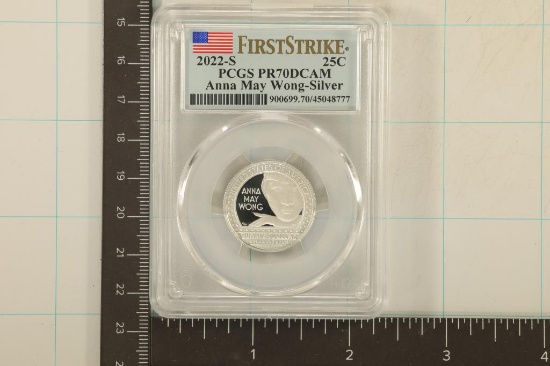 FIRSTSTRIKE
2022-S 25C
PCGS PR70DCAM
Anna May Wong-Silver
900699.70/45048777
ANNA
MAY
WONG
15
16
17
18
19
20
21
22
23
1 2 3 4